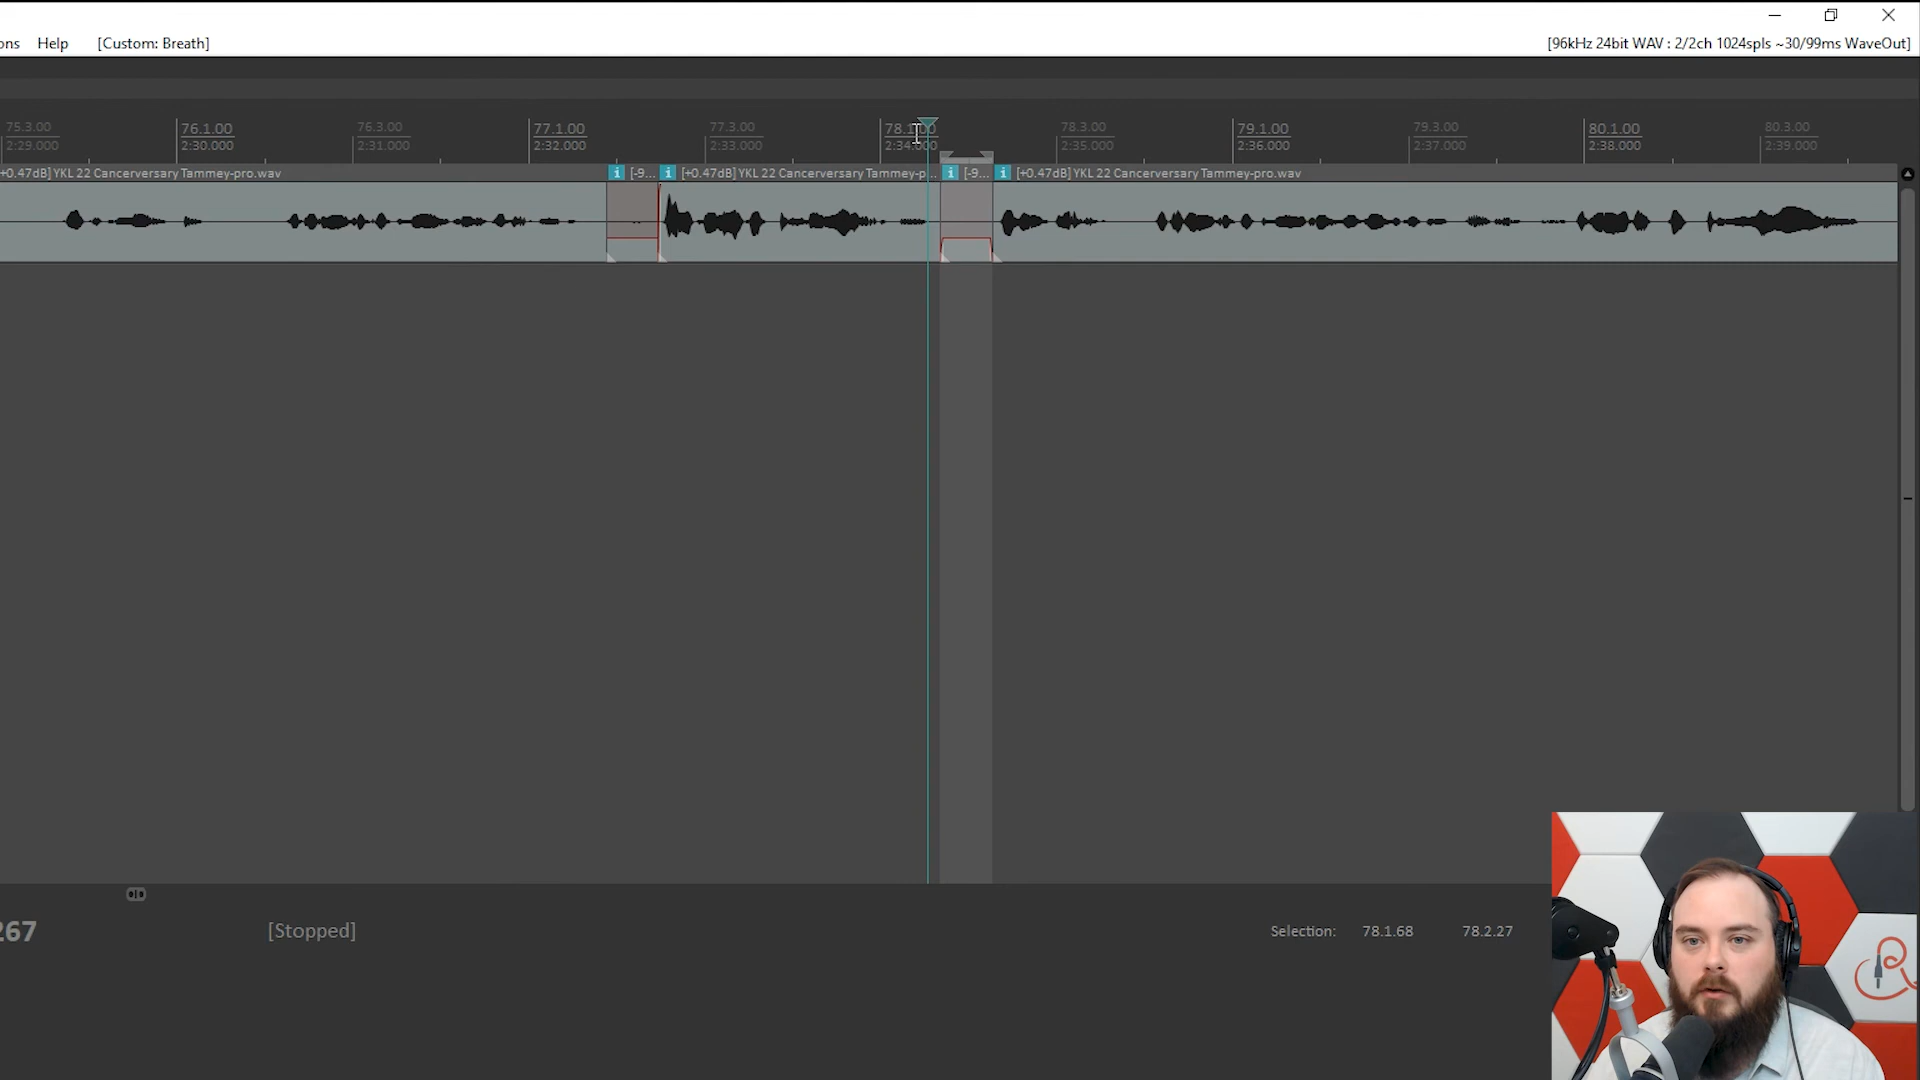 ons Help [Custom: Breath] [96kHz 24bit WAV : 2/2ch 1024spls ~30/99ms WaveOut]
75.3.00 76.1.00 76.3.00 77.1.00 77.3.00 78.1.00 78.3.00 79.1.00 79.3.00 80.1.00 80.3.00
2:29.000 2:30.000 2:31.000 2:32.000 2:33.000 2:34.000 2:35.000 2:36.000 2:37.000 2:38.000 2:39.000
+0.47dB] YKL 22 Cancerversary Tammey-pro.wav i [-9... i [+0.47dB] YKL 22 Cancerversary Tammey-p... i [-9... i [+0.47dB] YKL 22 Cancerversary Tammey-pro.wav
267 [Stopped] Selection: 78.1.68 78.2.27